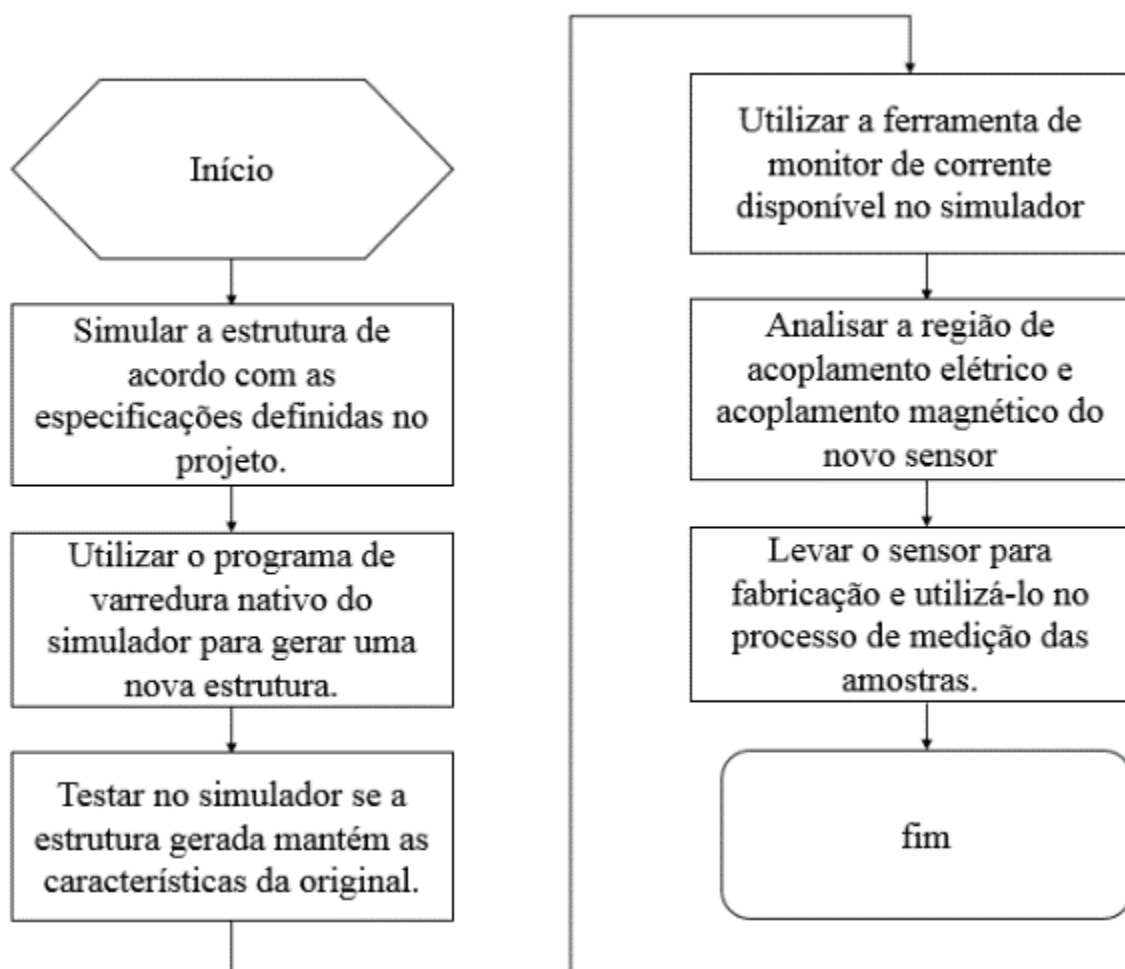 Início
Simular a estrutura de
acordo com as
especificações definidas no
projeto.
Utilizar o programa de
varredura nativo do
simulador para gerar uma
nova estrutura.
Testar no simulador se a
estrutura gerada mantém as
características da original.
Utilizar a ferramenta de
monitor de corrente
disponível no simulador
Analisar a região de
acoplamento elétrico e
acoplamento magnético do
novo sensor
Levar o sensor para
fabricação e utilizá-lo no
processo de medição das
amostras.
fim